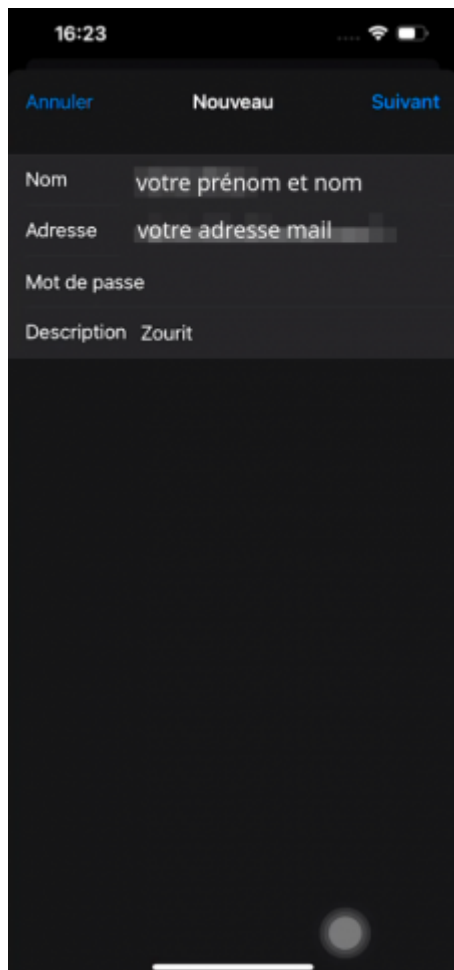 16:23
Annuler Nouveau Suivant
Nom votre prénom et nom
Adresse votre adresse mail
Mot de passe
Description Zourit